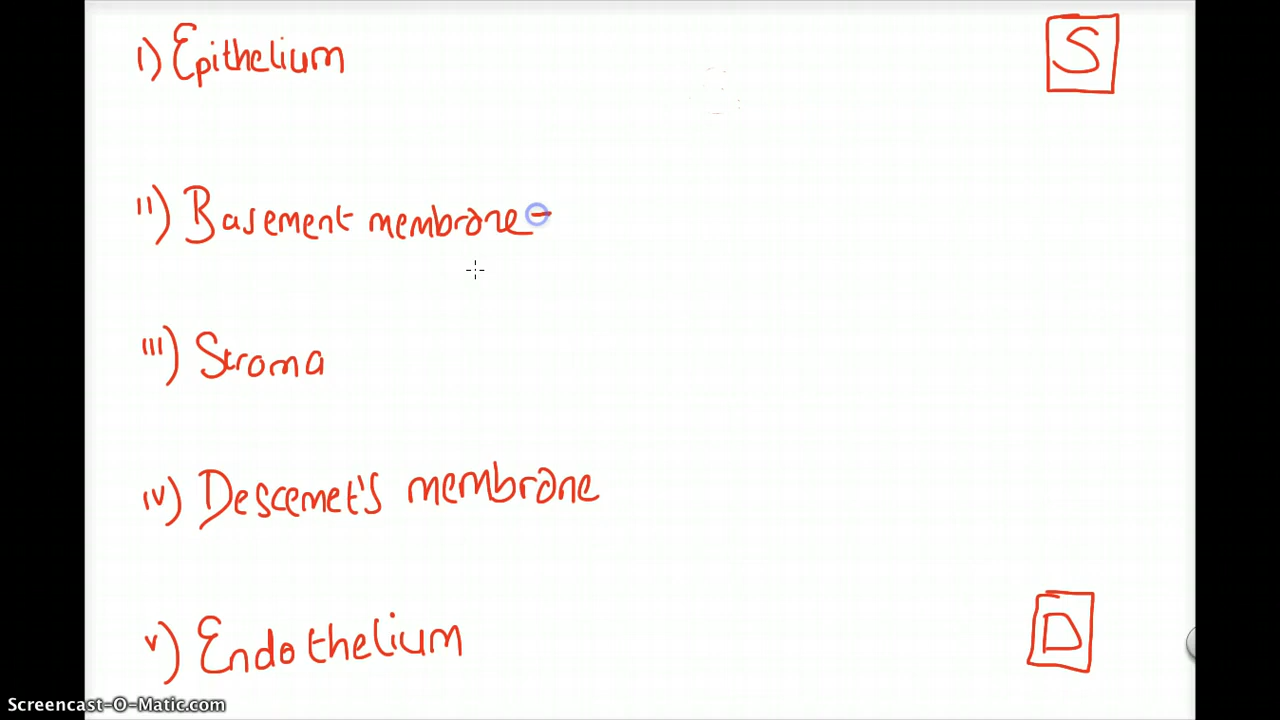 i) Epithelium
S
ii) Basement membrane -
iii) Stroma
iv) Descemet's membrane
v) Endothelium
D
Screencast-O-Matic.com